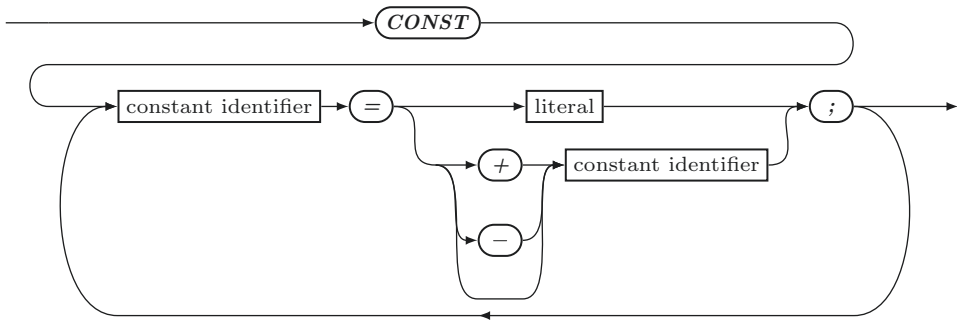 CONST
constant identifier = literal ;
+ constant identifier
−